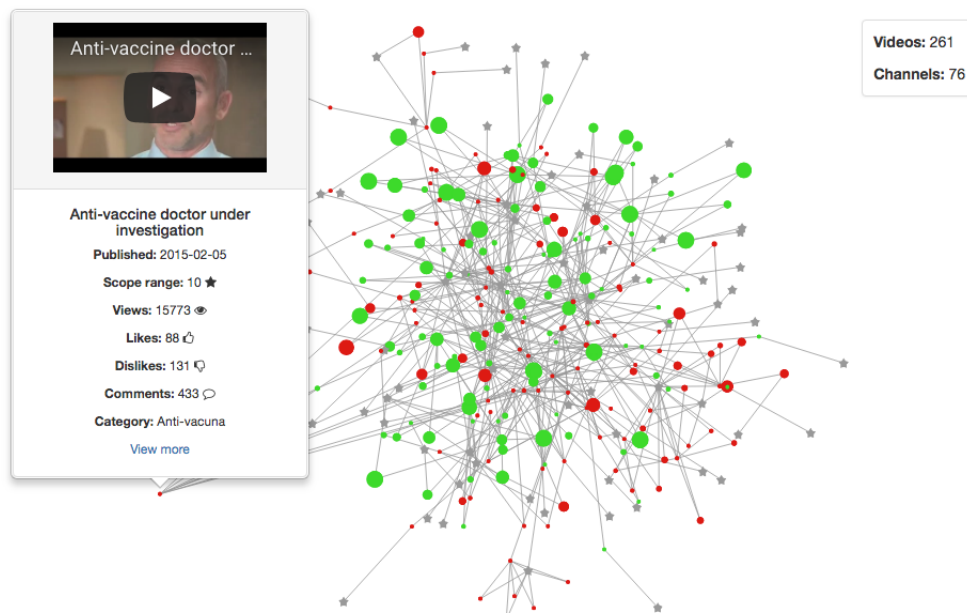 Anti-vaccine doctor ...
Anti-vaccine doctor under
investigation
Published: 2015-02-05
Scope range: 10
Views: 15773
Likes: 88
Dislikes: 131
Comments: 433
Category: Anti-vacuna
View more
Videos: 261
Channels: 76